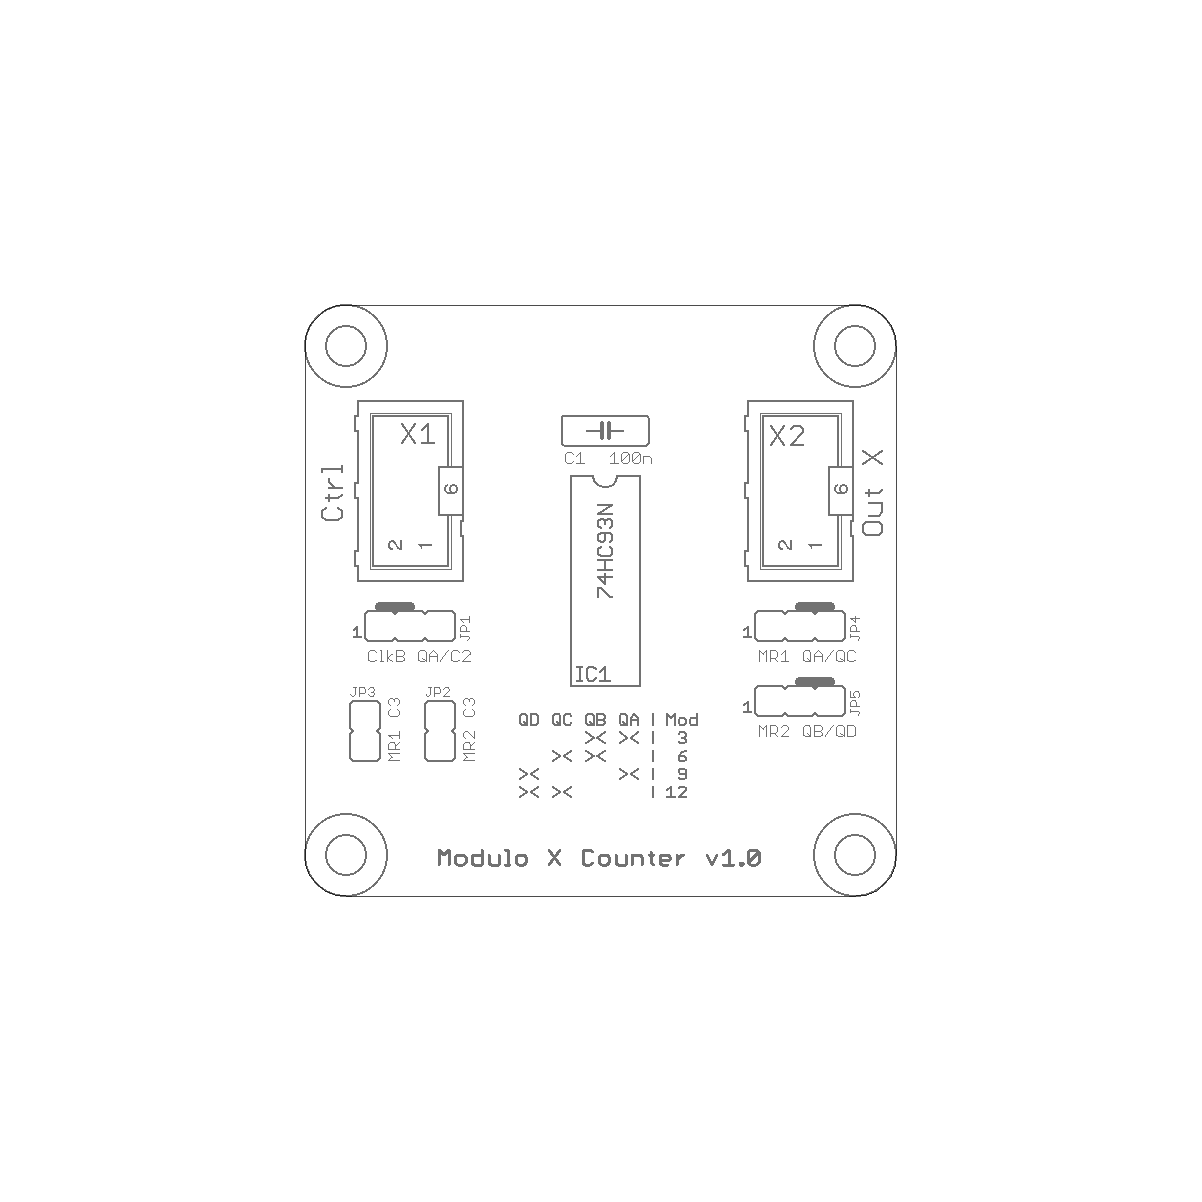 X1
6
2 1
Ctrl
C1 100n
74HC93N
IC1
X2
6
2 1
Out X
1
JP1
ClkB QA/C2
1
JP4
MR1 QA/QC
JP3
MR1 C3
JP2
MR2 C3
1
JP5
MR2 QB/QD
QD QC QB QA | Mod
>< >< | 3
>< >< | 6
>< >< | 9
>< >< | 12
Modulo X Counter v1.0